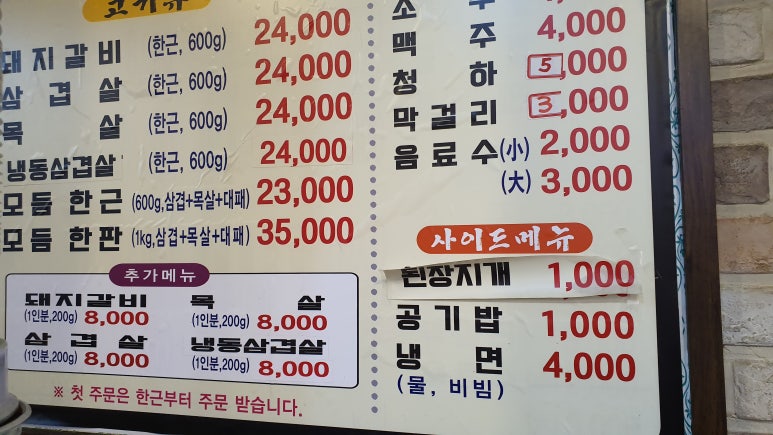 고기류
돼지갈비 (한근, 600g) 24,000
삼겹살 (한근, 600g) 24,000
목살 (한근, 600g) 24,000
냉동삼겹살 (한근, 600g) 24,000
모듬한근 (600g,삼겹+목살+대패) 23,000
모듬한판 (1kg,삼겹+목살+대패) 35,000
추가메뉴
돼지갈비 (1인분,200g) 8,000
목살 (1인분,200g) 8,000
삼겹살 (1인분,200g) 8,000
냉동삼겹살 (1인분,200g) 8,000
※ 첫 주문은 한근부터 주문 받습니다.
소주
맥주 4,000
청하 5,000
막걸리 3,000
음료수(小) 2,000
(大) 3,000
사이드메뉴
된장지개 1,000
공기밥 1,000
냉면 4,000
(물, 비빔)